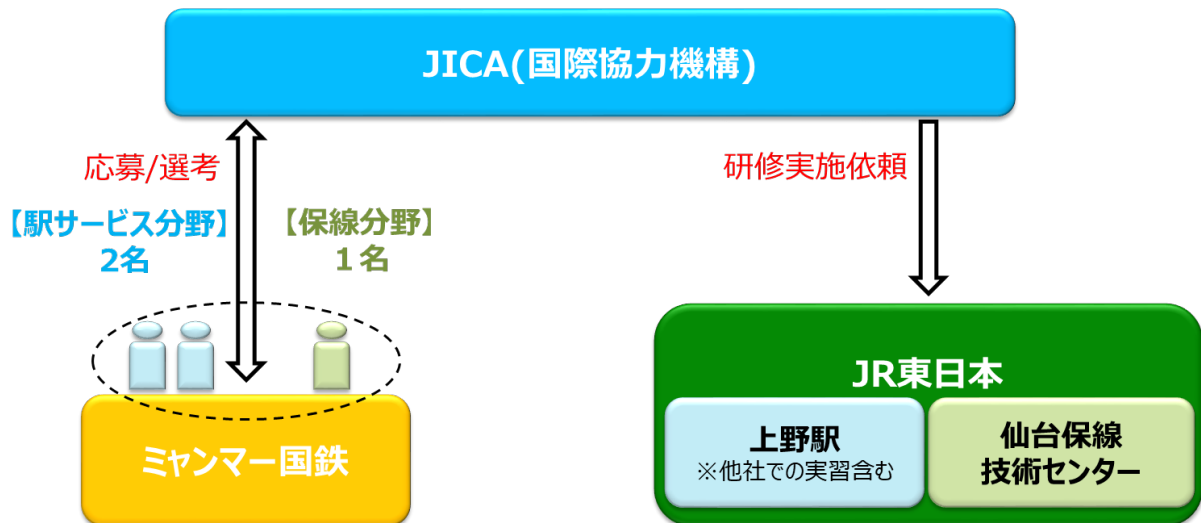 JICA(国際協力機構)
応募/選考
【駅サービス分野】
2名
【保線分野】
１名
研修実施依頼
ミャンマー国鉄
JR東日本
上野駅
※他社での実習含む
仙台保線
技術センター